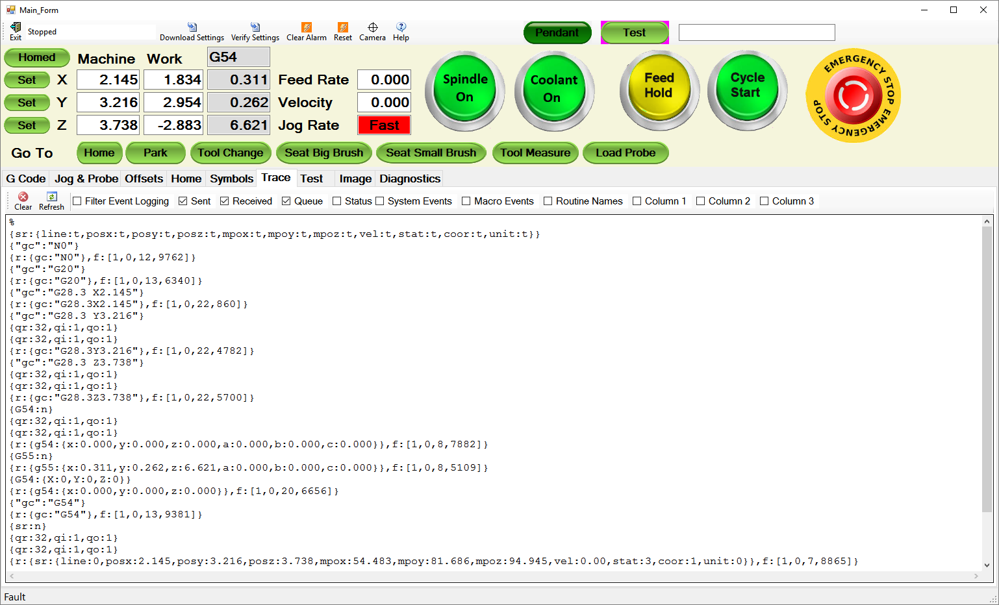 Main_Form
Exit
Stopped
Download Settings
Verify Settings
Clear Alarm
Reset
Camera
Help
Pendant
Test
Homed
Machine Work G54
Set X 2.145 1.834 0.311 Feed Rate 0.000
Set Y 3.216 2.954 0.262 Velocity 0.000
Set Z 3.738 -2.883 6.621 Jog Rate Fast
Spindle
On
Coolant
On
Feed
Hold
Cycle
Start
EMERGENCY STOP
EMERGENCY STOP
Go To Home Park Tool Change Seat Big Brush Seat Small Brush Tool Measure Load Probe
G Code Jog & Probe Offsets Home Symbols Trace Test Image Diagnostics
Clear Refresh Filter Event Logging Sent Received Queue Status System Events Macro Events Routine Names Column 1 Column 2 Column 3
%
{sr:{line:t,posx:t,posy:t,posz:t,mpox:t,mpoy:t,mpoz:t,vel:t,stat:t,coor:t,unit:t}}
{"gc":"N0"}
{r:{gc:"N0"},f:[1,0,12,9762]}
{"gc":"G20"}
{r:{gc:"G20"},f:[1,0,13,6340]}
{"gc":"G28.3 X2.145"}
{r:{gc:"G28.3X2.145"},f:[1,0,22,860]}
{"gc":"G28.3 Y3.216"}
{qr:32,qi:1,qo:1}
{qr:32,qi:1,qo:1}
{r:{gc:"G28.3Y3.216"},f:[1,0,22,4782]}
{"gc":"G28.3 Z3.738"}
{qr:32,qi:1,qo:1}
{qr:32,qi:1,qo:1}
{r:{gc:"G28.3Z3.738"},f:[1,0,22,5700]}
{G54:n}
{qr:32,qi:1,qo:1}
{qr:32,qi:1,qo:1}
{r:{g54:{x:0.000,y:0.000,z:0.000,a:0.000,b:0.000,c:0.000}},f:[1,0,8,7882]}
{G55:n}
{r:{g55:{x:0.311,y:0.262,z:6.621,a:0.000,b:0.000,c:0.000}},f:[1,0,8,5109]}
{G54:{X:0,Y:0,Z:0}}
{r:{g54:{x:0.000,y:0.000,z:0.000}},f:[1,0,20,6656]}
{"gc":"G54"}
{r:{gc:"G54"},f:[1,0,13,9381]}
{sr:n}
{qr:32,qi:1,qo:1}
{qr:32,qi:1,qo:1}
{r:{sr:{line:0,posx:2.145,posy:3.216,posz:3.738,mpox:54.483,mpoy:81.686,mpoz:94.945,vel:0.00,stat:3,coor:1,unit:0}},f:[1,0,7,8865]}
Fault